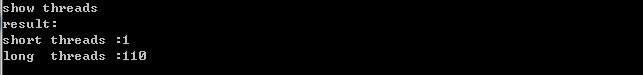 show threads
result:
short threads :1
long  threads :110